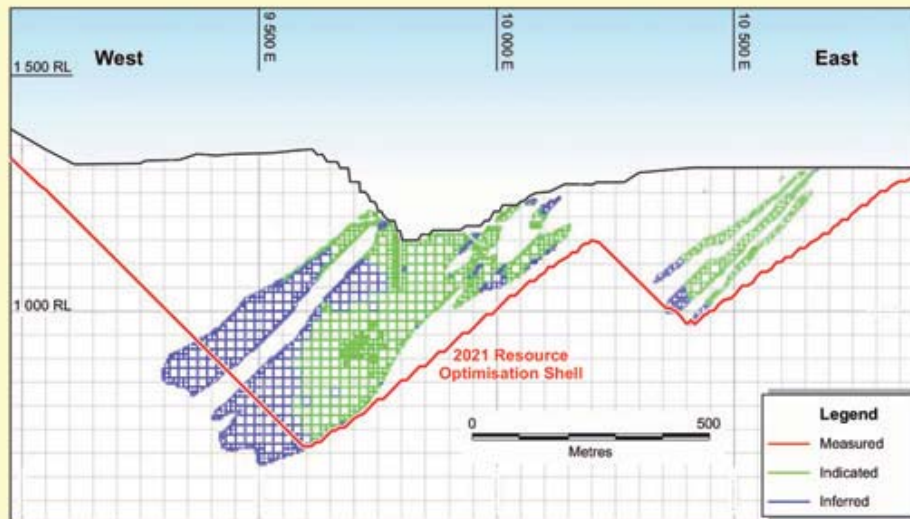 9 500 E
10 000 E
10 500 E
West
East
1 500 RL
1 000 RL
2021 Resource
Optimisation Shell
0
500
Metres
Legend
Measured
Indicated
Inferred